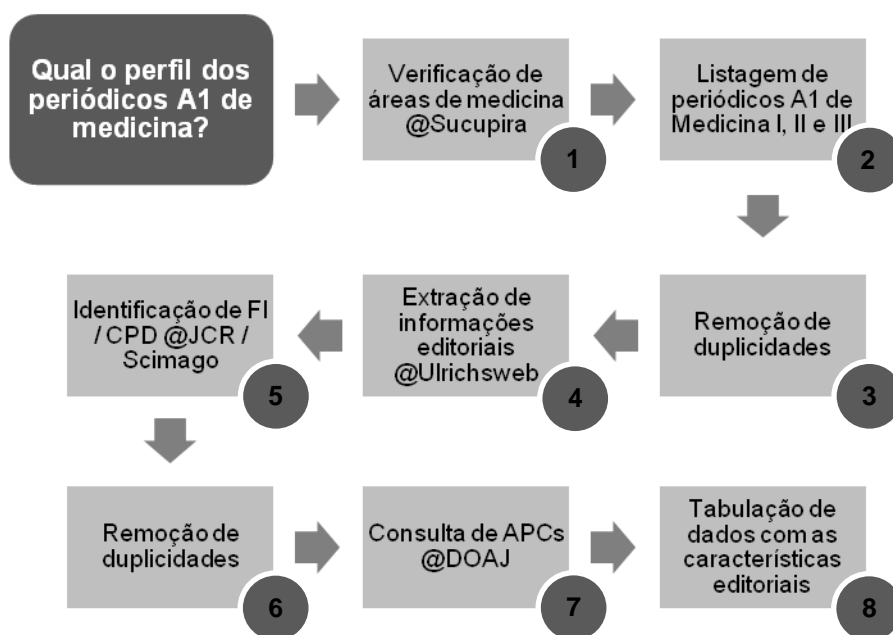 Qual o perfil dos
periódicos A1 de
medicina?
Verificação de
áreas de medicina
@Sucupira
1
Listagem de
periódicos A1 de
Medicina I, II e III
2
Remoção de
duplicidades
3
Extração de
informações
editoriais
@Ulrichsweb
4
Identificação de FI
/ CPD @JCR /
Scimago
5
Remoção de
duplicidades
6
Consulta de APCs
@DOAJ
7
Tabulação de
dados com as
características
editoriais
8